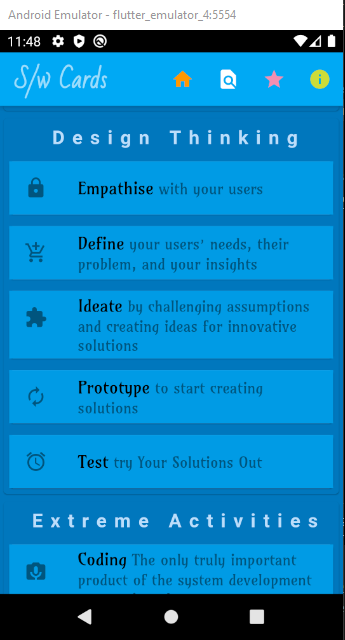 Android Emulator - flutter_emulator_4:5554
11:48
S/w Cards
Design Thinking
Empathise with your users
Define your users' needs, their
problem, and your insights
Ideate by challenging assumptions
and creating ideas for innovative
solutions
Prototype to start creating
solutions
Test try Your Solutions Out
Extreme Activities
Coding The only truly important
product of the system development